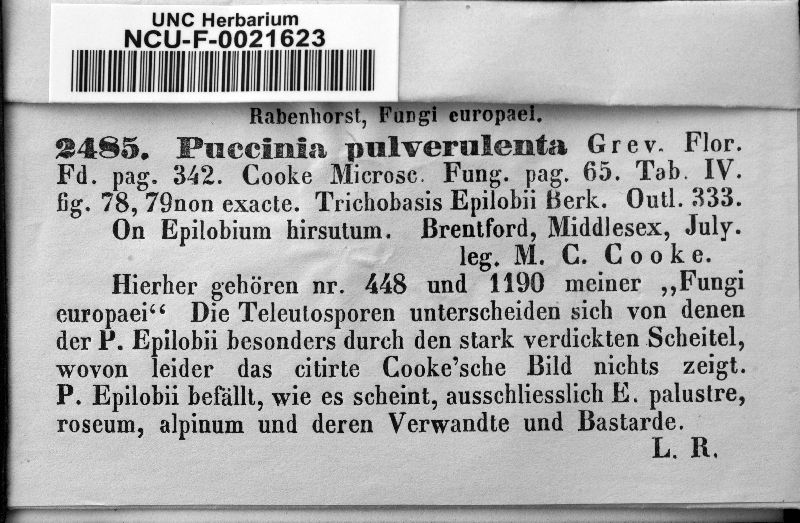 UNC Herbarium
NCU-F-0021623
Rabenhorst, Fungi europaei.
2485. Puccinia pulverulenta Grev. Flor.
Fd. pag. 342. Cooke Microsc. Fung. pag. 65. Tab. IV.
fig. 78, 79non exacte. Trichobasis Epilobii Berk. Outl. 333.
On Epilobium hirsutum. Brentford, Middlesex, July.
leg. M. C. Cooke.
Hierher gehören nr. 448 und 1190 meiner „Fungi
europaei“ Die Teleutosporen unterscheiden sich von denen
der P. Epilobii besonders durch den stark verdickten Scheitel,
wovon leider das citirte Cooke'sche Bild nichts zeigt.
P. Epilobii befällt, wie es scheint, ausschliesslich E. palustre,
roseum, alpinum und deren Verwandte und Bastarde.
L. R.